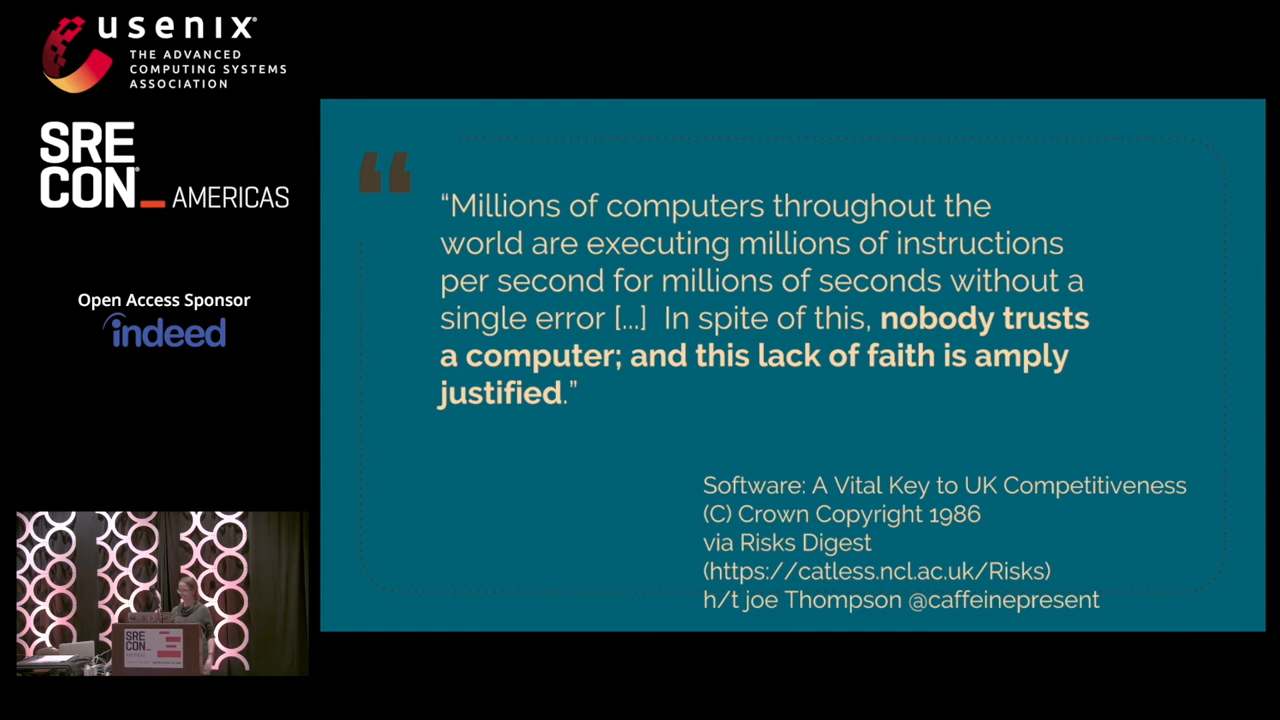 usenix
THE ADVANCED
COMPUTING SYSTEMS
ASSOCIATION
SRE
CON_ AMERICAS
Open Access Sponsor
indeed
“Millions of computers throughout the
world are executing millions of instructions
per second for millions of seconds without a
single error [...]  In spite of this, nobody trusts
a computer; and this lack of faith is amply
justified.”
Software: A Vital Key to UK Competitiveness
(C) Crown Copyright 1986
via Risks Digest
(https://catless.ncl.ac.uk/Risks)
h/t joe Thompson @caffeinepresent
SRE
CON_